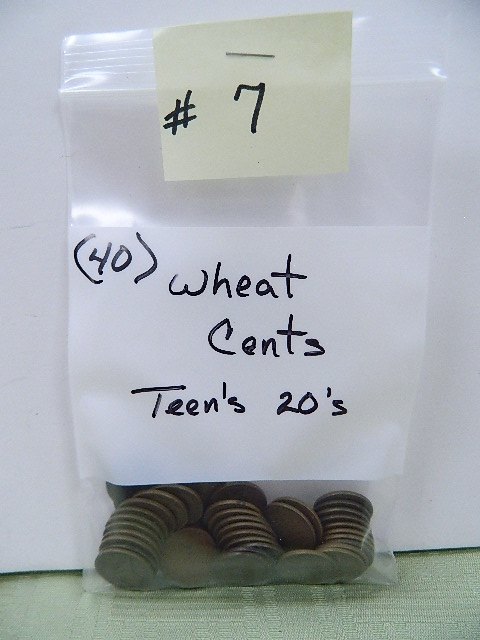 # 7
(40) Wheat
Cents
Teen's 20's